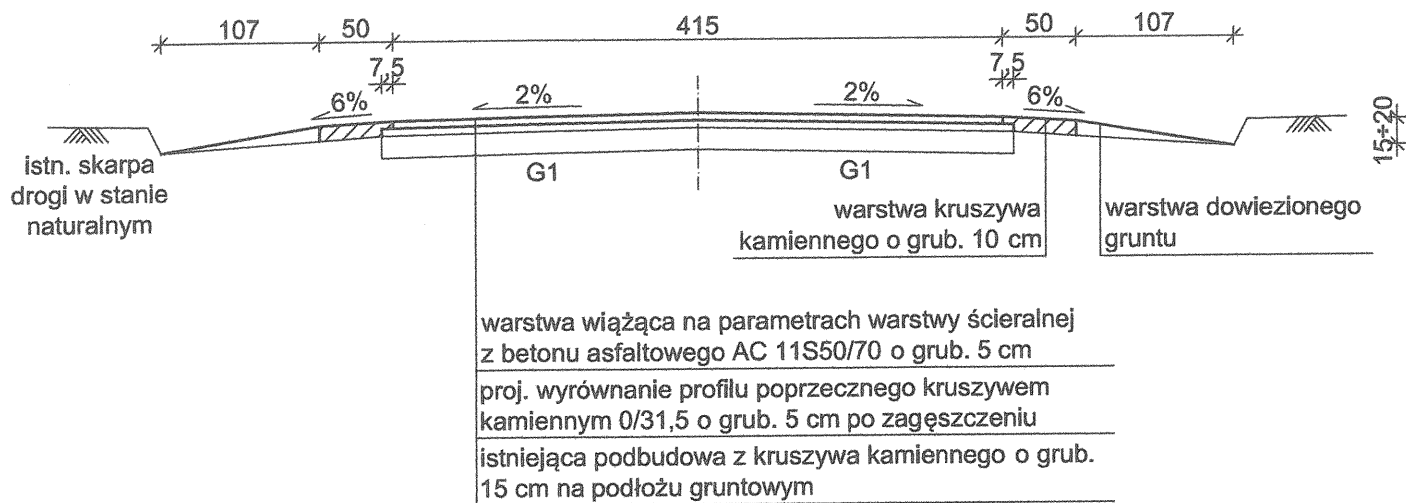 107
50
415
50
107
7,5
7,5
6%
2%
2%
6%
15÷20
istn. skarpa
drogi w stanie
naturalnym
G1
G1
warstwa kruszywa
kamiennego o grub. 10 cm
warstwa dowiezionego
gruntu
warstwa wiążąca na parametrach warstwy ścieralnej
z betonu asfaltowego AC 11S50/70 o grub. 5 cm
proj. wyrównanie profilu poprzecznego kruszywem
kamiennym 0/31,5 o grub. 5 cm po zagęszczeniu
istniejąca podbudowa z kruszywa kamiennego o grub.
15 cm na podłożu gruntowym